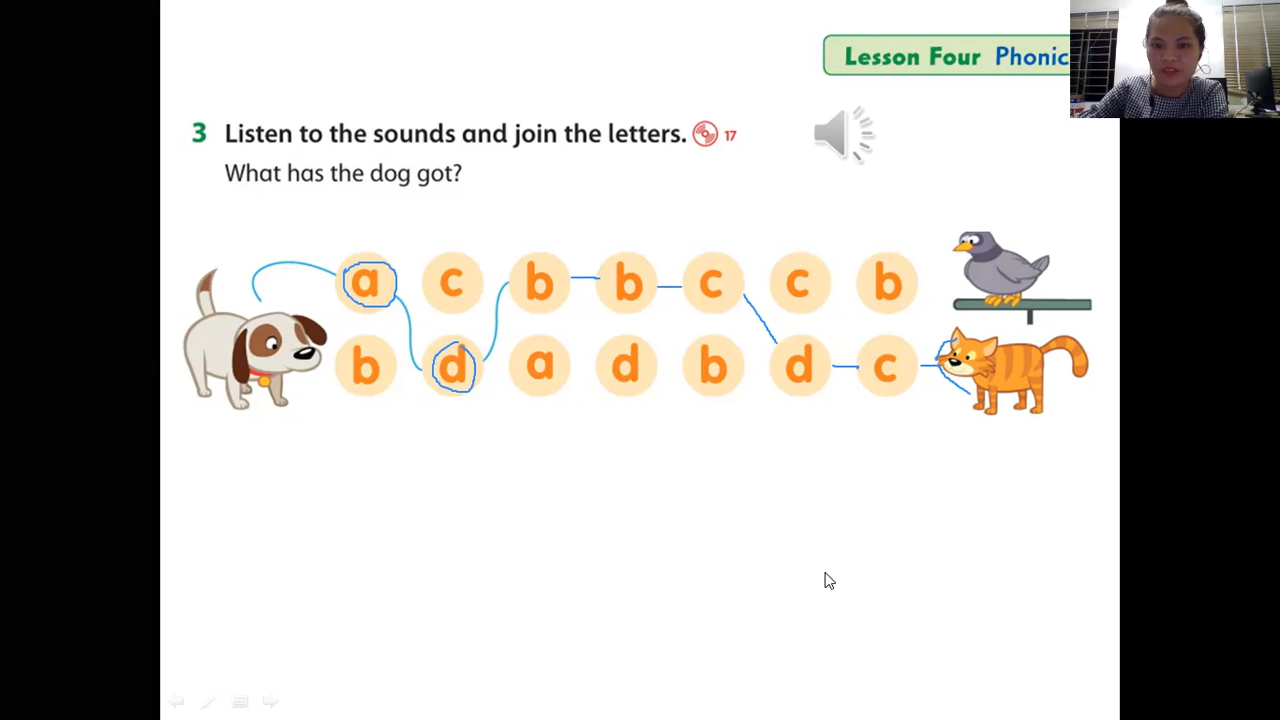 Lesson Four Phonic
3 Listen to the sounds and join the letters. 17
What has the dog got?
a c b b c c b
b d a d b d c